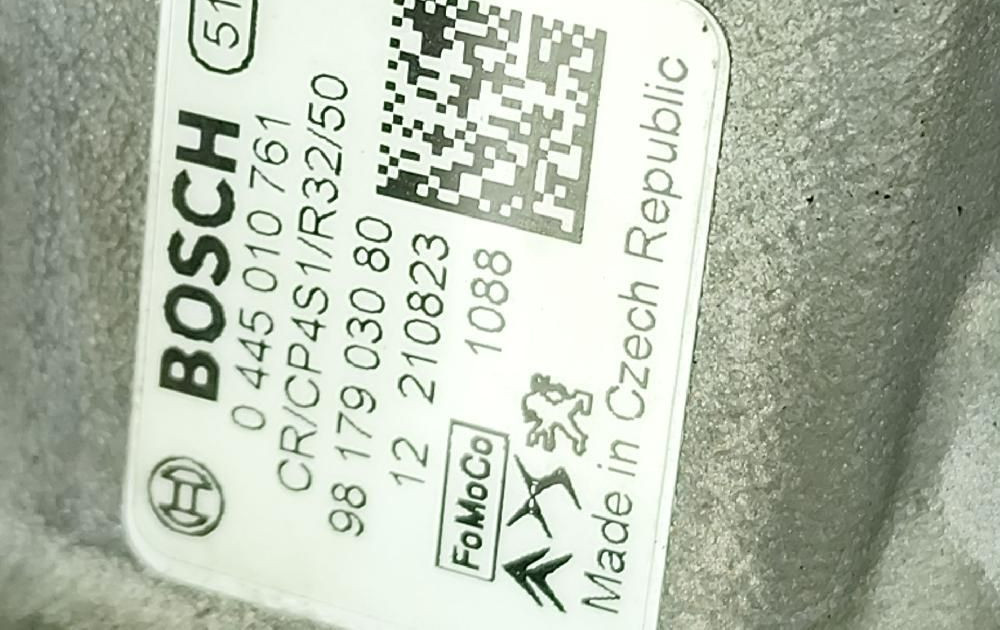 BOSCH 51
0 445 010 761
CR/CP4S1/R32/50
98 179 030 80
12 210823
1088
FoMoCo
Made in Czech Republic